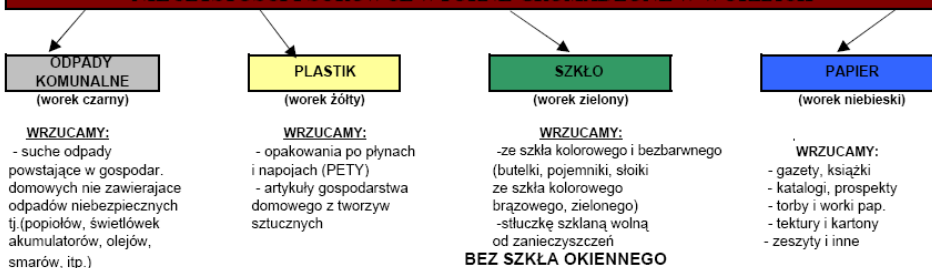 ODPADY
KOMUNALNE
(worek czarny)
WRZUCAMY:
- suche odpady
powstające w gospodar.
domowych nie zawierajace
odpadów niebezpiecznych
tj.(popiołów, świetlówek
akumulatorów, olejów,
smarów, itp.)
PLASTIK
(worek żółty)
WRZUCAMY:
- opakowania po płynach
i napojach (PETY)
- artykuły gospodarstwa
domowego z tworzyw
sztucznych
SZKŁO
(worek zielony)
WRZUCAMY:
-ze szkła kolorowego i bezbarwnego
(butelki, pojemniki, słoiki
ze szkła kolorowego
brązowego, zielonego)
-stłuczkę szklaną wolną
od zanieczyszczeń
BEZ SZKŁA OKIENNEGO
PAPIER
(worek niebieski)
WRZUCAMY:
- gazety, książki
- katalogi, prospekty
- torby i worki pap.
- tektury i kartony
- zeszyty i inne